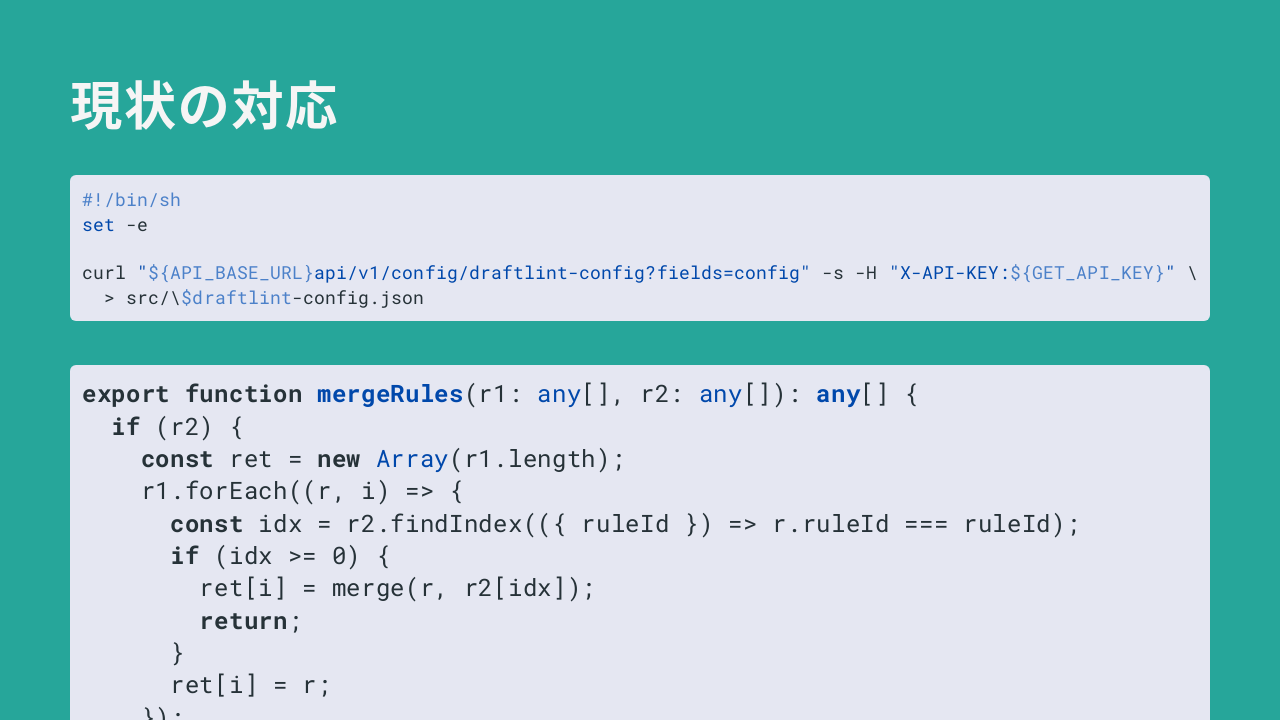 現状の対応
#!/bin/sh
set -e
curl "${API_BASE_URL}api/v1/config/draftlint-config?fields=config" -s -H "X-API-KEY:${GET_API_KEY}" \
  > src/\$draftlint-config.json
export function mergeRules(r1: any[], r2: any[]): any[] {
  if (r2) {
    const ret = new Array(r1.length);
    r1.forEach((r, i) => {
      const idx = r2.findIndex(({ ruleId }) => r.ruleId === ruleId);
      if (idx >= 0) {
        ret[i] = merge(r, r2[idx]);
        return;
      }
      ret[i] = r;
    });